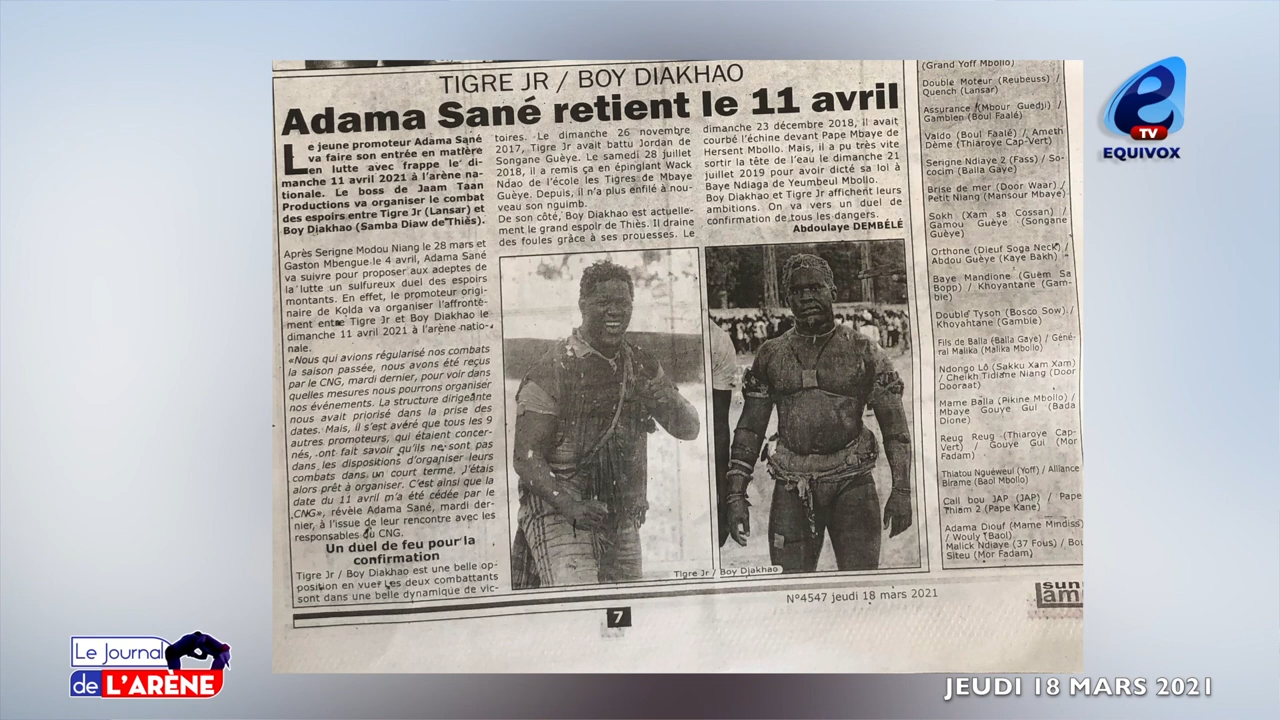 TIGRE JR / BOY DIAKHAO
Adama Sané retient le 11 avril
Le jeune promoteur Adama Sané
va faire son entrée en matière
en lutte avec frappe le di-
manche 11 avril 2021 à l'arène na-
tionale. Le boss de Jaam Taan
Productions va organiser le combat
des espoirs entre Tigre Jr (Lansar) et
Boy Diakhao (Samba Diaw de Thiès).
Après Serigne Modou Niang le 28 mars et
Gaston Mbengue le 4 avril, Adama Sané
va suivre pour proposer aux adeptes de
la lutte un sulfureux duel des espoirs
montants. En effet, le promoteur origi-
naire de Kolda va organiser l'affronte-
ment entre Tigre Jr et Boy Diakhao le
dimanche 11 avril 2021 à l'arène natio-
nale.
«Nous qui avions régularisé nos combats
la saison passée, nous avons été reçus
par le CNG, mardi dernier, pour voir dans
quelles mesures nous pourrons organiser
nos événements. La structure dirigeante
nous avait priorisé dans la prise des
dates. Mais, il s'est avéré que tous les 9
autres promoteurs, qui étaient concer-
nés, ont fait savoir qu'ils ne sont pas
dans les dispositions d'organiser leurs
combats dans un court terme. J'étais
alors prêt à organiser. C'est ainsi que la
date du 11 avril m'a été cédée par le
CNG», révèle Adama Sané, mardi der-
nier, à l'issue de leur rencontre avec les
responsables du CNG.
Un duel de feu pour la
confirmation
Tigre Jr / Boy Diakhao est une belle op-
position en vue. Les deux combattants
sont dans une belle dynamique de vic-
toires. Le dimanche 26 novembre
2017, Tigre Jr avait battu Jordan de
Songane Guèye. Le samedi 28 juillet
2018, il a remis ça en épinglant Wack
Ndao de l'école les Tigres de Mbaye
Guèye. Depuis, il n'a plus enfilé à nou-
veau son nguimb.
De son côté, Boy Diakhao est actuelle-
ment le grand espoir de Thiès. Il draine
des foules grâce à ses prouesses. Le
dimanche 23 décembre 2018, il avait
courbé l'échine devant Pape Mbaye de
Hersent Mbollo. Mais, il a pu très vite
sortir la tête de l'eau le dimanche 21
juillet 2019 pour avoir dicté sa loi à
Baye Ndiaga de Yeumbeul Mbollo.
Boy Diakhao et Tigre Jr affichent leurs
ambitions. On va vers un duel de
confirmation de tous les dangers.
Abdoulaye DEMBÉLÉ
Tigre Jr / Boy Diakhao
(Grand Yoff Mbollo)
Double Moteur (Reubeuss) /
Quench (Lansar)
Assurance (Mbour Guedji) /
Gambien (Boul Faalé)
Valdo (Boul Faalé) / Ameth
Dème (Thiaroye Cap-Vert)
Serigne Ndiaye 2 (Fass) / So-
cocim (Balla Gaye)
Brise de mer (Door Waar) /
Petit Niang (Mansour Mbaye)
Sokh (Xam sa Cossan) /
Gamou Guèye (Songane
Guèye)
Orthone (Dieuf Soga Neck) /
Abdou Guèye (Kaye Bakh)
Baye Mandione (Guem Sa
Bopp) / Khoyantane (Gam-
bie)
Double Tyson (Bosco Sow) /
Khoyahtane (Gambie)
Fils de Balla (Balla Gaye) / Géné-
ral Malika (Malika Mbollo)
Ndongo Lô (Sakku Xam Xam)
/ Cheikh Tidiane Niang (Door
Dooraat)
Mame Balla (Pikine Mbollo) /
Mbaye Gouye Gui (Bada
Dione)
Reug Reug (Thiaroye Cap-
Vert) / Gouye Gui (Mor
Fadam)
Thiatou Nguéweul (Yoff) / Alliance
Birame (Baol Mbollo)
Call bou JAP (JAP) / Pape
Thiam 2 (Pape Kane)
Adama Diouf (Mame Mindiss)
/ Wouly (Baol)
Malick Ndiaye (37 Fous) / Bou
Siteu (Mor Fadam)
N°4547 jeudi 18 mars 2021
7
sun
lam
e
TV
EQUIVOX
Le Journal
de L'ARÈNE
JEUDI 18 MARS 2021